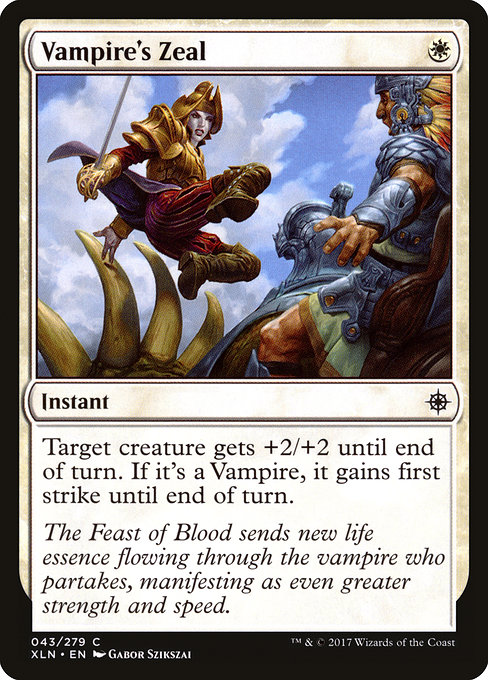 Vampire's Zeal
Instant
Target creature gets +2/+2 until end
of turn. If it's a Vampire, it gains first
strike until end of turn.
The Feast of Blood sends new life
essence flowing through the vampire who
partakes, manifesting as even greater
strength and speed.
043/279 C
XLN • EN Gabor Szikszai
™ & © 2017 Wizards of the Coast